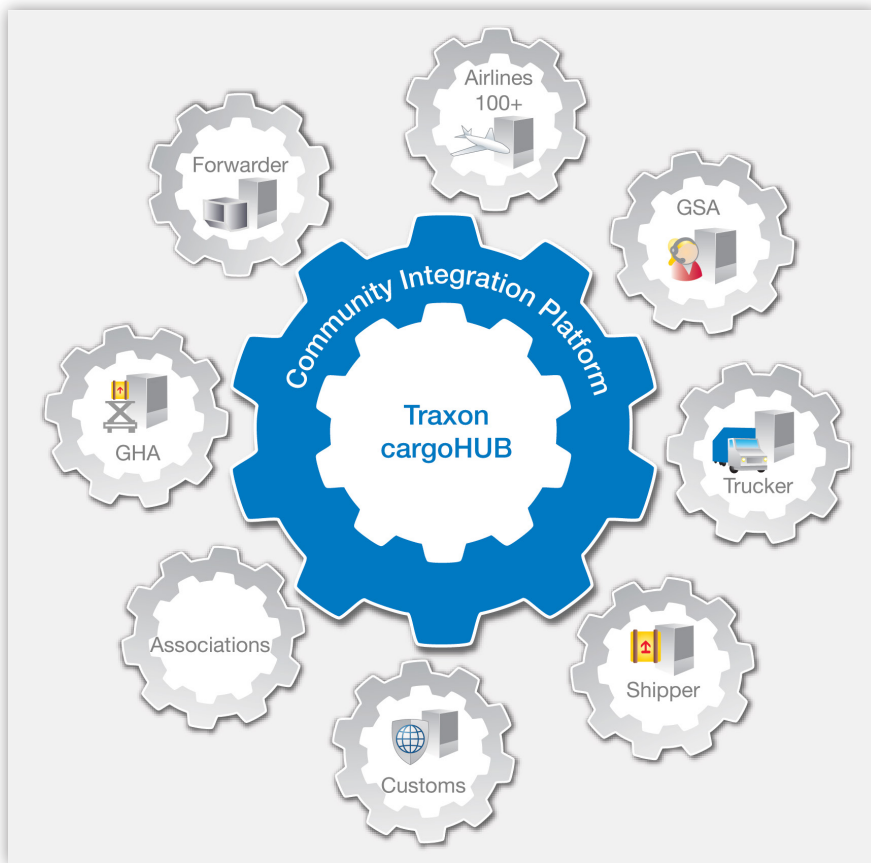 Airlines
100+
Forwarder
GSA
Community Integration Platform
Traxon
cargoHUB
GHA
Trucker
Associations
Shipper
Customs